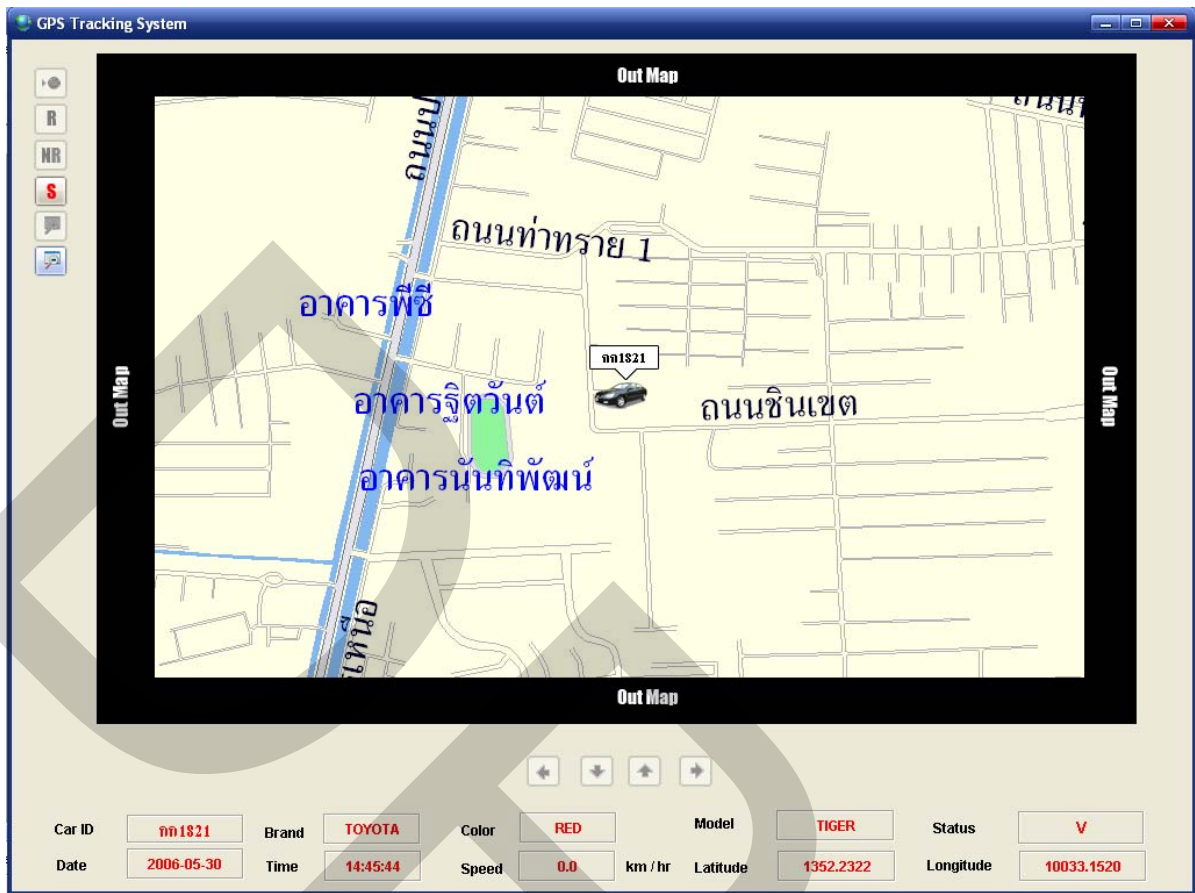 GPS Tracking System
Out Map
R
NR
S
ถนนท่าทราย 1
อาคารพีซี
กก1821
Out Map
Out Map
อาคารฐิตวันต์
ถนนชินเขต
อาคารนันทิพัฒน์
Out Map
Car ID กก1821 Brand TOYOTA Color RED Model TIGER Status V
Date 2006-05-30 Time 14:45:44 Speed 0.0 km / hr Latitude 1352.2322 Longitude 10033.1520